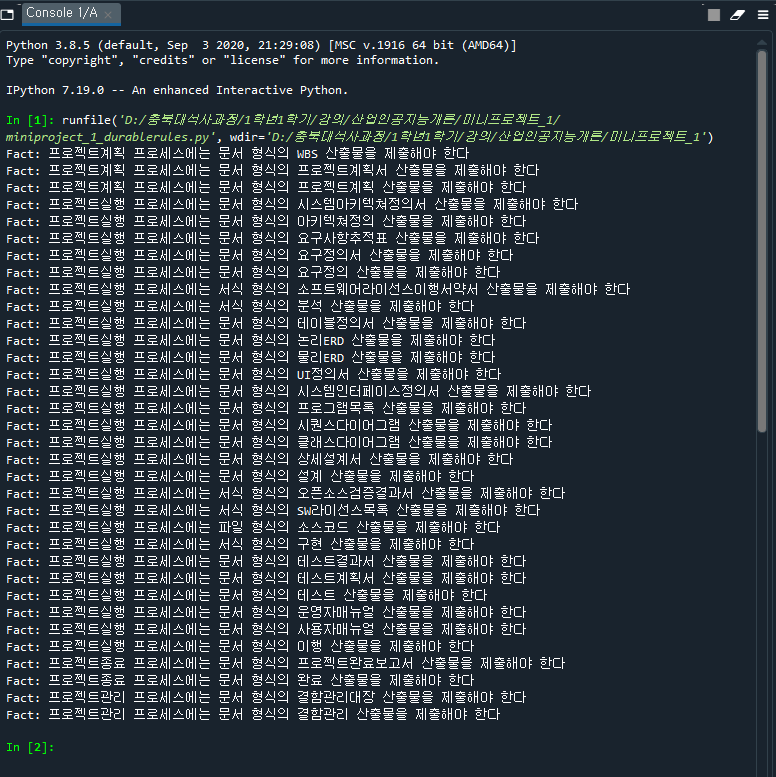 Console 1/A
Python 3.8.5 (default, Sep  3 2020, 21:29:08) [MSC v.1916 64 bit (AMD64)]
Type "copyright", "credits" or "license" for more information.
IPython 7.19.0 -- An enhanced Interactive Python.
In [1]: runfile('D:/충북대석사과정/1학년1학기/강의/산업인공지능개론/미니프로젝트_1/
miniproject_1_durablerules.py', wdir='D:/충북대석사과정/1학년1학기/강의/산업인공지능개론/미니프로젝트_1')
Fact: 프로젝트계획 프로세스에는 문서 형식의 WBS 산출물을 제출해야 한다
Fact: 프로젝트계획 프로세스에는 문서 형식의 프로젝트계획서 산출물을 제출해야 한다
Fact: 프로젝트계획 프로세스에는 문서 형식의 프로젝트계획 산출물을 제출해야 한다
Fact: 프로젝트실행 프로세스에는 문서 형식의 시스템아키텍쳐정의서 산출물을 제출해야 한다
Fact: 프로젝트실행 프로세스에는 문서 형식의 아키텍쳐정의 산출물을 제출해야 한다
Fact: 프로젝트실행 프로세스에는 문서 형식의 요구사항추적표 산출물을 제출해야 한다
Fact: 프로젝트실행 프로세스에는 문서 형식의 요구정의서 산출물을 제출해야 한다
Fact: 프로젝트실행 프로세스에는 문서 형식의 요구정의 산출물을 제출해야 한다
Fact: 프로젝트실행 프로세스에는 서식 형식의 소프트웨어라이선스이행서약서 산출물을 제출해야 한다
Fact: 프로젝트실행 프로세스에는 서식 형식의 분석 산출물을 제출해야 한다
Fact: 프로젝트실행 프로세스에는 문서 형식의 테이블정의서 산출물을 제출해야 한다
Fact: 프로젝트실행 프로세스에는 문서 형식의 논리ERD 산출물을 제출해야 한다
Fact: 프로젝트실행 프로세스에는 문서 형식의 물리ERD 산출물을 제출해야 한다
Fact: 프로젝트실행 프로세스에는 문서 형식의 UI정의서 산출물을 제출해야 한다
Fact: 프로젝트실행 프로세스에는 문서 형식의 시스템인터페이스정의서 산출물을 제출해야 한다
Fact: 프로젝트실행 프로세스에는 문서 형식의 프로그램목록 산출물을 제출해야 한다
Fact: 프로젝트실행 프로세스에는 문서 형식의 시퀀스다이어그램 산출물을 제출해야 한다
Fact: 프로젝트실행 프로세스에는 문서 형식의 클래스다이어그램 산출물을 제출해야 한다
Fact: 프로젝트실행 프로세스에는 문서 형식의 상세설계서 산출물을 제출해야 한다
Fact: 프로젝트실행 프로세스에는 문서 형식의 설계 산출물을 제출해야 한다
Fact: 프로젝트실행 프로세스에는 서식 형식의 오픈소스검증결과서 산출물을 제출해야 한다
Fact: 프로젝트실행 프로세스에는 서식 형식의 SW라이선스목록 산출물을 제출해야 한다
Fact: 프로젝트실행 프로세스에는 파일 형식의 소스코드 산출물을 제출해야 한다
Fact: 프로젝트실행 프로세스에는 서식 형식의 구현 산출물을 제출해야 한다
Fact: 프로젝트실행 프로세스에는 문서 형식의 테스트결과서 산출물을 제출해야 한다
Fact: 프로젝트실행 프로세스에는 문서 형식의 테스트계획서 산출물을 제출해야 한다
Fact: 프로젝트실행 프로세스에는 문서 형식의 테스트 산출물을 제출해야 한다
Fact: 프로젝트실행 프로세스에는 문서 형식의 운영자매뉴얼 산출물을 제출해야 한다
Fact: 프로젝트실행 프로세스에는 문서 형식의 사용자매뉴얼 산출물을 제출해야 한다
Fact: 프로젝트실행 프로세스에는 문서 형식의 이행 산출물을 제출해야 한다
Fact: 프로젝트종료 프로세스에는 문서 형식의 프로젝트완료보고서 산출물을 제출해야 한다
Fact: 프로젝트종료 프로세스에는 문서 형식의 완료 산출물을 제출해야 한다
Fact: 프로젝트관리 프로세스에는 문서 형식의 결함관리대장 산출물을 제출해야 한다
Fact: 프로젝트관리 프로세스에는 문서 형식의 결함관리 산출물을 제출해야 한다
In [2]: